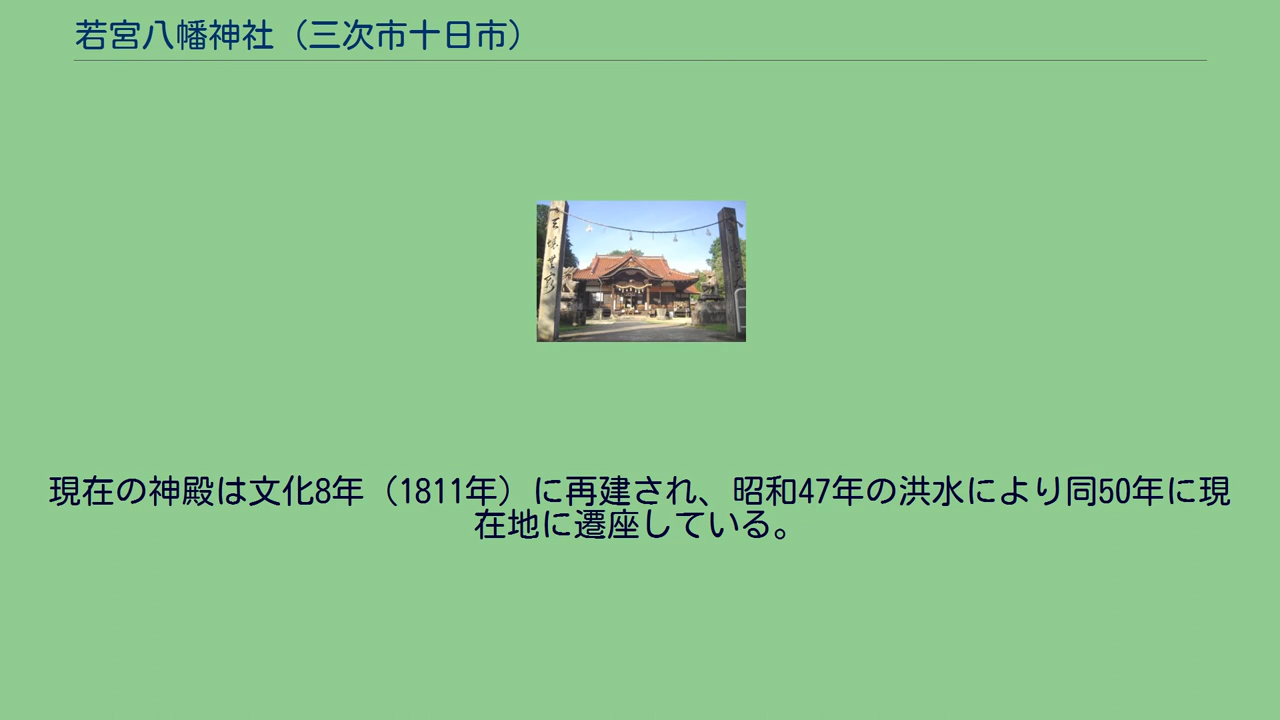 若宮八幡神社（三次市十日市）
現在の神殿は文化8年（1811年）に再建され、昭和47年の洪水により同50年に現
在地に遷座している。